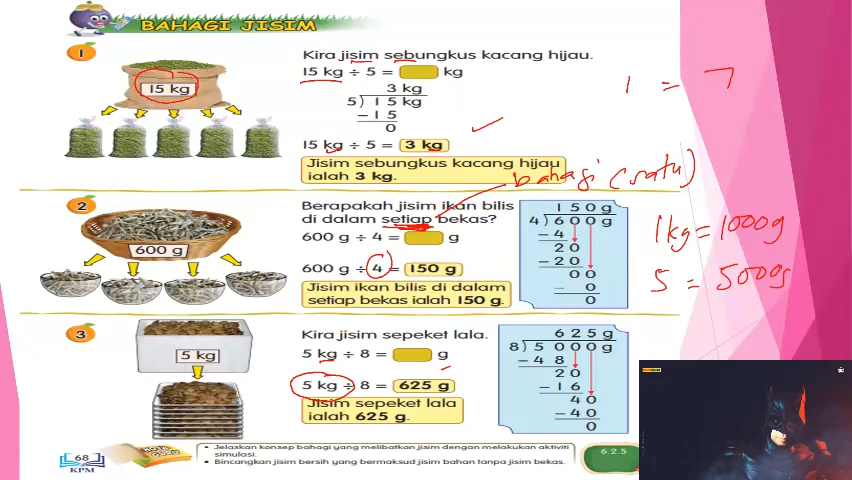 BAHAGI JISIM
1
Kira jisim sebungkus kacang hijau.
15 kg
15 kg ÷ 5 = kg
3 kg
5) 1 5 kg
- 1 5
0
15 kg ÷ 5 = 3 kg
Jisim sebungkus kacang hijau
ialah 3 kg.
1 = 7
bahagi (satu)
1kg = 1000g
5 = 5000g
2
Berapakah jisim ikan bilis
di dalam setiap bekas?
600 g
600 g ÷ 4 = g
600 g ÷ 4 = 150 g
Jisim ikan bilis di dalam
setiap bekas ialah 150 g.
1 5 0 g
4) 6 0 0 g
- 4
2 0
- 2 0
0 0
- 0
0
3
Kira jisim sepeket lala.
5 kg
5 kg ÷ 8 = g
5 kg ÷ 8 = 625 g
Jisim sepeket lala
ialah 625 g.
6 2 5 g
8) 5 0 0 0 g
- 4 8
2 0
- 1 6
4 0
- 4 0
0
68
KPM
NOTA GURU
• Jelaskan konsep bahagi yang melibatkan jisim dengan melakukan aktiviti
simulasi.
• Bincangkan jisim bersih yang bermaksud jisim bahan tanpa jisim bekas.
6.2.5